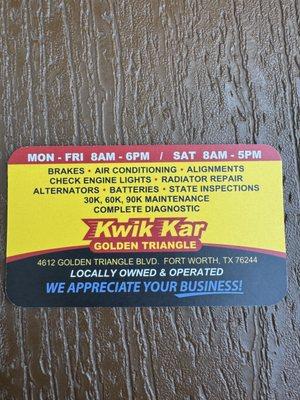 MON - FRI 8AM - 6PM / SAT 8AM - 5PM
BRAKES • AIR CONDITIONING • ALIGNMENTS
CHECK ENGINE LIGHTS • RADIATOR REPAIR
ALTERNATORS • BATTERIES • STATE INSPECTIONS
30K, 60K, 90K MAINTENANCE
COMPLETE DIAGNOSTIC
Kwik Kar
GOLDEN TRIANGLE
4612 GOLDEN TRIANGLE BLVD. FORT WORTH, TX 76244
LOCALLY OWNED & OPERATED
WE APPRECIATE YOUR BUSINESS!